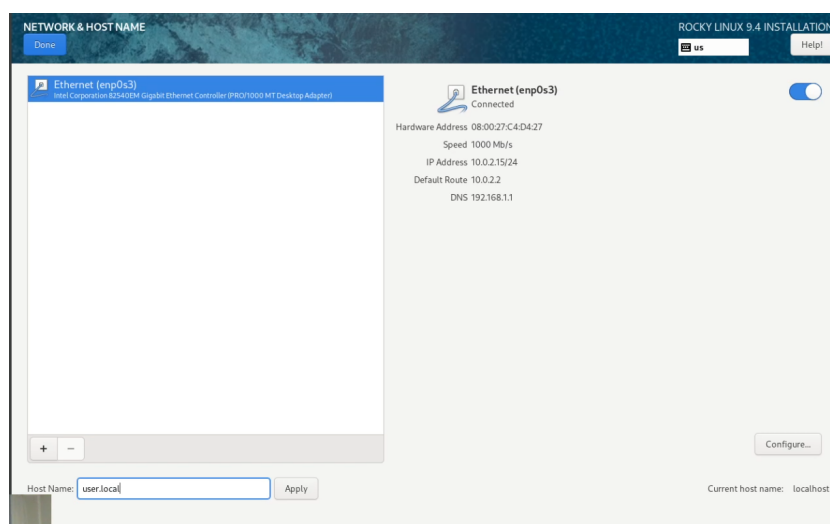 NETWORK & HOST NAME
Done
ROCKY LINUX 9.4 INSTALLATION
us
Help!
Ethernet (enp0s3)
Intel Corporation 82540EM Gigabit Ethernet Controller (PRO/1000 MT Desktop Adapter)
Ethernet (enp0s3)
Connected
Hardware Address 08:00:27:C4:D4:27
Speed 1000 Mb/s
IP Address 10.0.2.15/24
Default Route 10.0.2.2
DNS 192.168.1.1
+ −
Configure...
Host Name: user.local Apply
Current host name: localhost